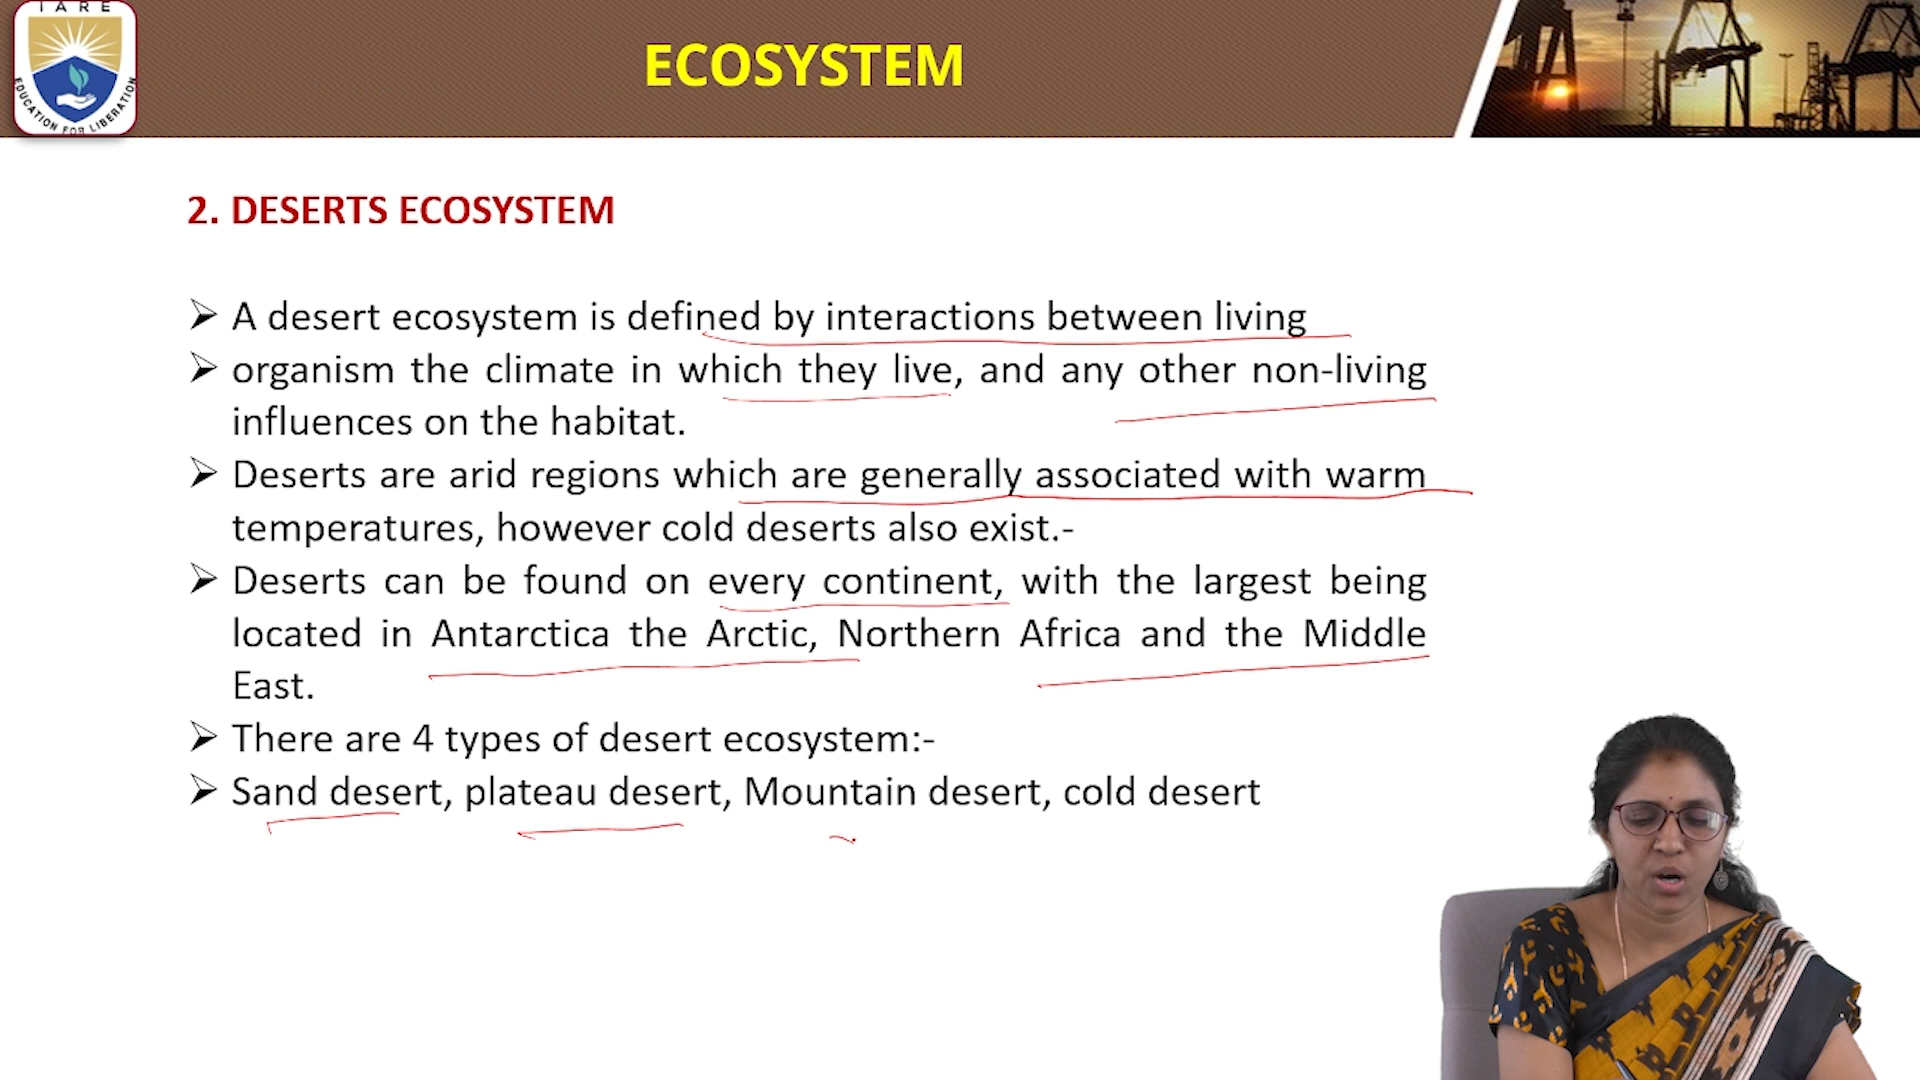 IARE
EDUCATION FOR LIBERATION
ECOSYSTEM
2. DESERTS ECOSYSTEM
➢ A desert ecosystem is defined by interactions between living
➢ organism the climate in which they live, and any other non-living
influences on the habitat.
➢ Deserts are arid regions which are generally associated with warm
temperatures, however cold deserts also exist.-
➢ Deserts can be found on every continent, with the largest being
located in Antarctica the Arctic, Northern Africa and the Middle
East.
➢ There are 4 types of desert ecosystem:-
➢ Sand desert, plateau desert, Mountain desert, cold desert